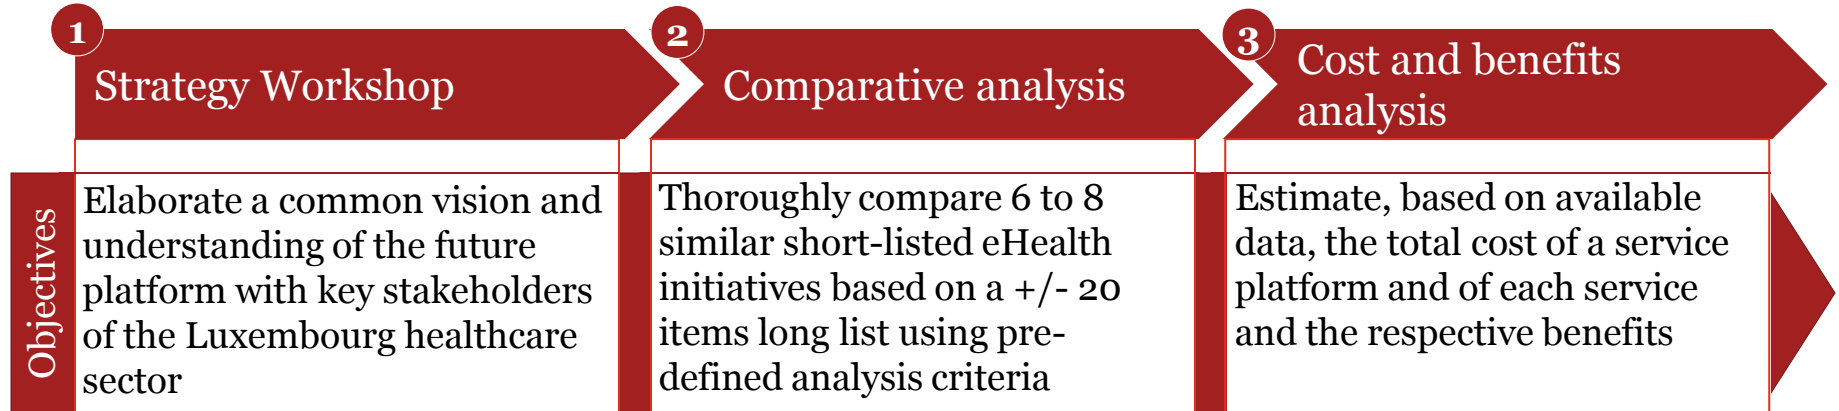 1
Strategy Workshop
2
Comparative analysis
3
Cost and benefits
analysis
Objectives
Elaborate a common vision and
understanding of the future
platform with key stakeholders
of the Luxembourg healthcare
sector
Thoroughly compare 6 to 8
similar short-listed eHealth
initiatives based on a +/- 20
items long list using pre-
defined analysis criteria
Estimate, based on available
data, the total cost of a service
platform and of each service
and the respective benefits